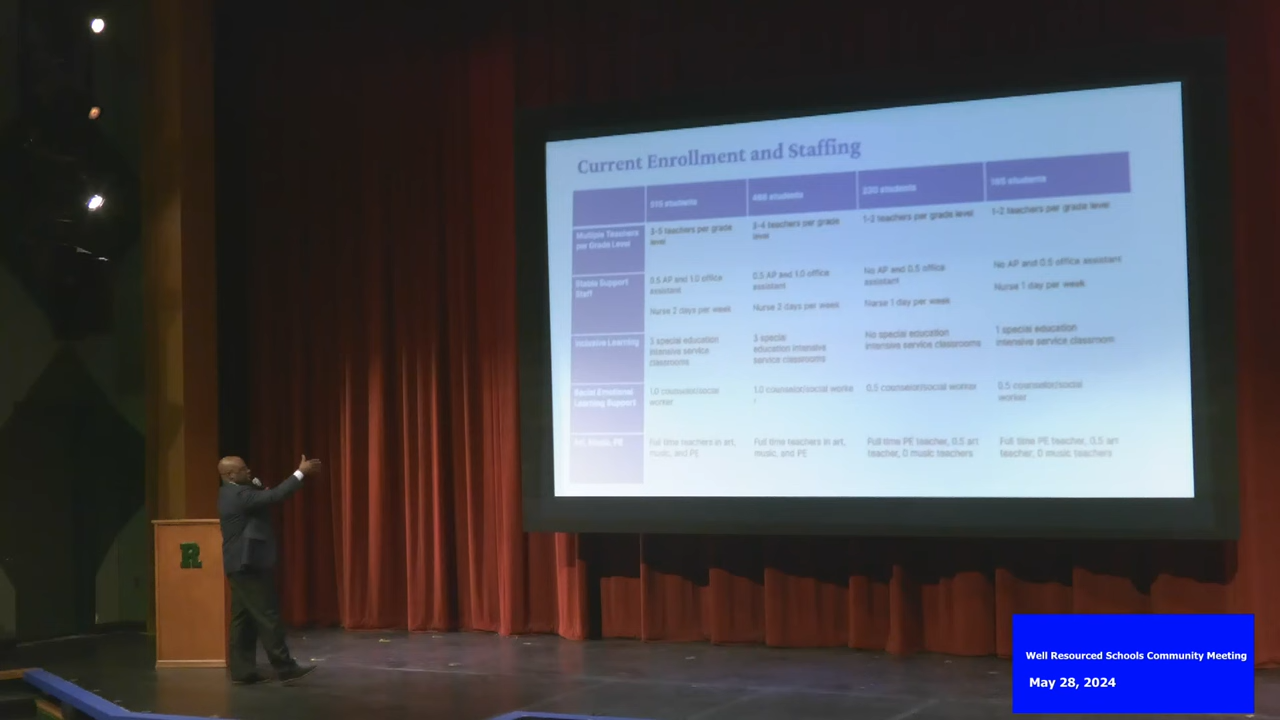 Current Enrollment and Staffing
515 students
486 students
220 students
165 students
Multiple Teachers
per Grade Level
3-5 teachers per grade
level
3-4 teachers per grade
level
1-2 teachers per grade level
1-2 teachers per grade level
Stable Support
Staff
0.5 AP and 1.0 office
assistant
Nurse 2 days per week
0.5 AP and 1.0 office
assistant
Nurse 2 days per week
No AP and 0.5 office
assistant
Nurse 1 day per week
No AP and 0.5 office assistant
Nurse 1 day per week
Inclusive Learning
special education
intensive service
classrooms
3 special
education intensive
service classrooms
No special education
intensive service classrooms
1 special education
intensive service classroom
Social Emotional
Learning Support
1.0 counselor/social
worker
1.0 counselor/social worke
r
0.5 counselor/social worker
0.5 counselor/social
worker
Art, Music, PE
Full time teachers in art,
music, and PE
Full time teachers in art,
music, and PE
Full time PE teacher, 0.5 art
teacher, 0 music teachers
Full time PE teacher, 0.5 art
teacher, 0 music teachers
R
Well Resourced Schools Community Meeting
May 28, 2024